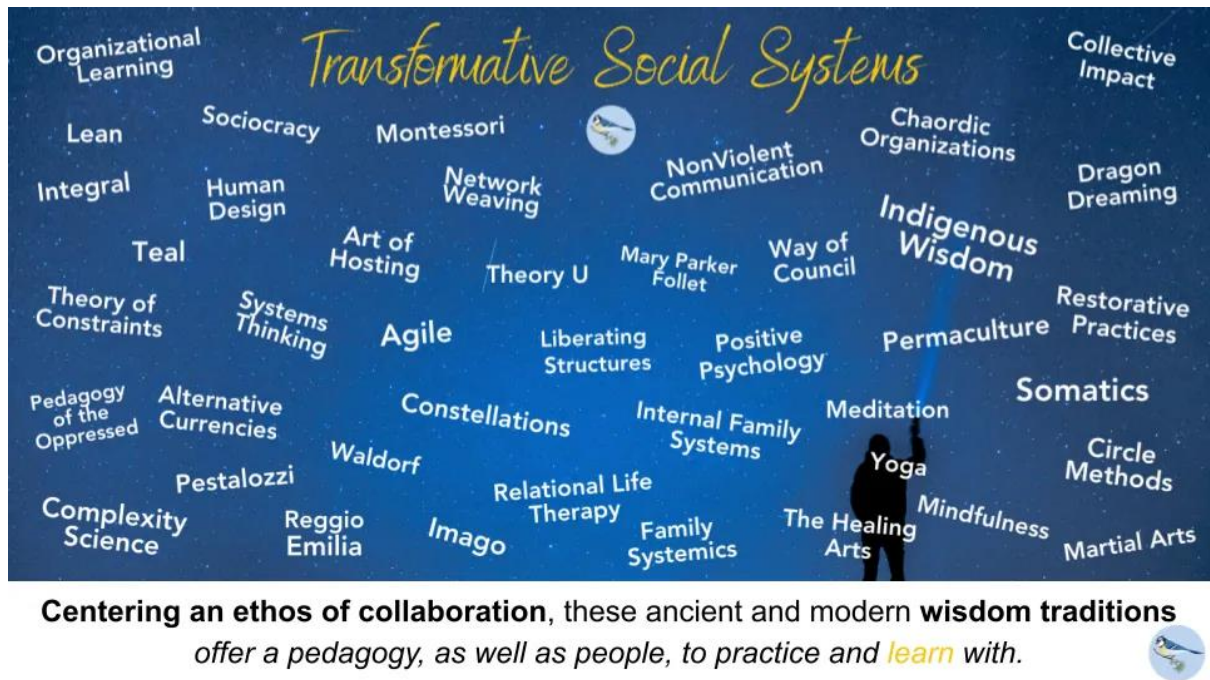 Transformative Social Systems
Organizational
Learning
Collective
Impact
Lean
Sociocracy
Montessori
Chaordic
Organizations
Integral
Human
Design
Network
Weaving
NonViolent
Communication
Dragon
Dreaming
Teal
Art of
Hosting
Theory U
Mary Parker
Follet
Way of
Council
Indigenous
Wisdom
Theory of
Constraints
Systems
Thinking
Agile
Liberating
Structures
Positive
Psychology
Permaculture
Restorative
Practices
Pedagogy
of the
Oppressed
Alternative
Currencies
Constellations
Internal Family
Systems
Meditation
Somatics
Pestalozzi
Waldorf
Relational Life
Therapy
Yoga
Circle
Methods
Complexity
Science
Reggio
Emilia
Imago
Family
Systemics
The Healing
Arts
Mindfulness
Martial Arts
Centering an ethos of collaboration, these ancient and modern wisdom traditions
offer a pedagogy, as well as people, to practice and learn with.